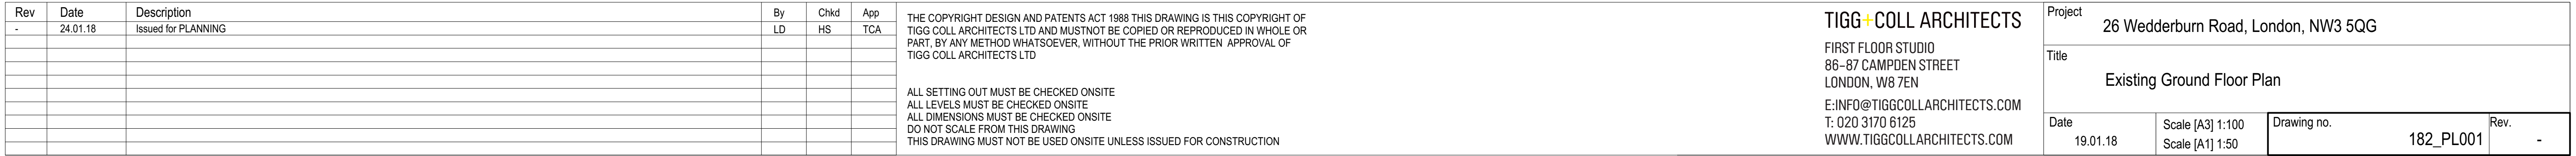 Rev Date Description By Chkd App
- 24.01.18 Issued for PLANNING LD HS TCA
THE COPYRIGHT DESIGN AND PATENTS ACT 1988 THIS DRAWING IS THIS COPYRIGHT OF
TIGG COLL ARCHITECTS LTD AND MUSTNOT BE COPIED OR REPRODUCED IN WHOLE OR
PART, BY ANY METHOD WHATSOEVER, WITHOUT THE PRIOR WRITTEN APPROVAL OF
TIGG COLL ARCHITECTS LTD
ALL SETTING OUT MUST BE CHECKED ONSITE
ALL LEVELS MUST BE CHECKED ONSITE
ALL DIMENSIONS MUST BE CHECKED ONSITE
DO NOT SCALE FROM THIS DRAWING
THIS DRAWING MUST NOT BE USED ONSITE UNLESS ISSUED FOR CONSTRUCTION
TIGG+COLL ARCHITECTS
FIRST FLOOR STUDIO
86-87 CAMPDEN STREET
LONDON, W8 7EN
E:INFO@TIGGCOLLARCHITECTS.COM
T: 020 3170 6125
WWW.TIGGCOLLARCHITECTS.COM
Project
26 Wedderburn Road, London, NW3 5QG
Title
Existing Ground Floor Plan
Date
19.01.18
Scale [A3] 1:100
Scale [A1] 1:50
Drawing no.
182_PL001
Rev.
-